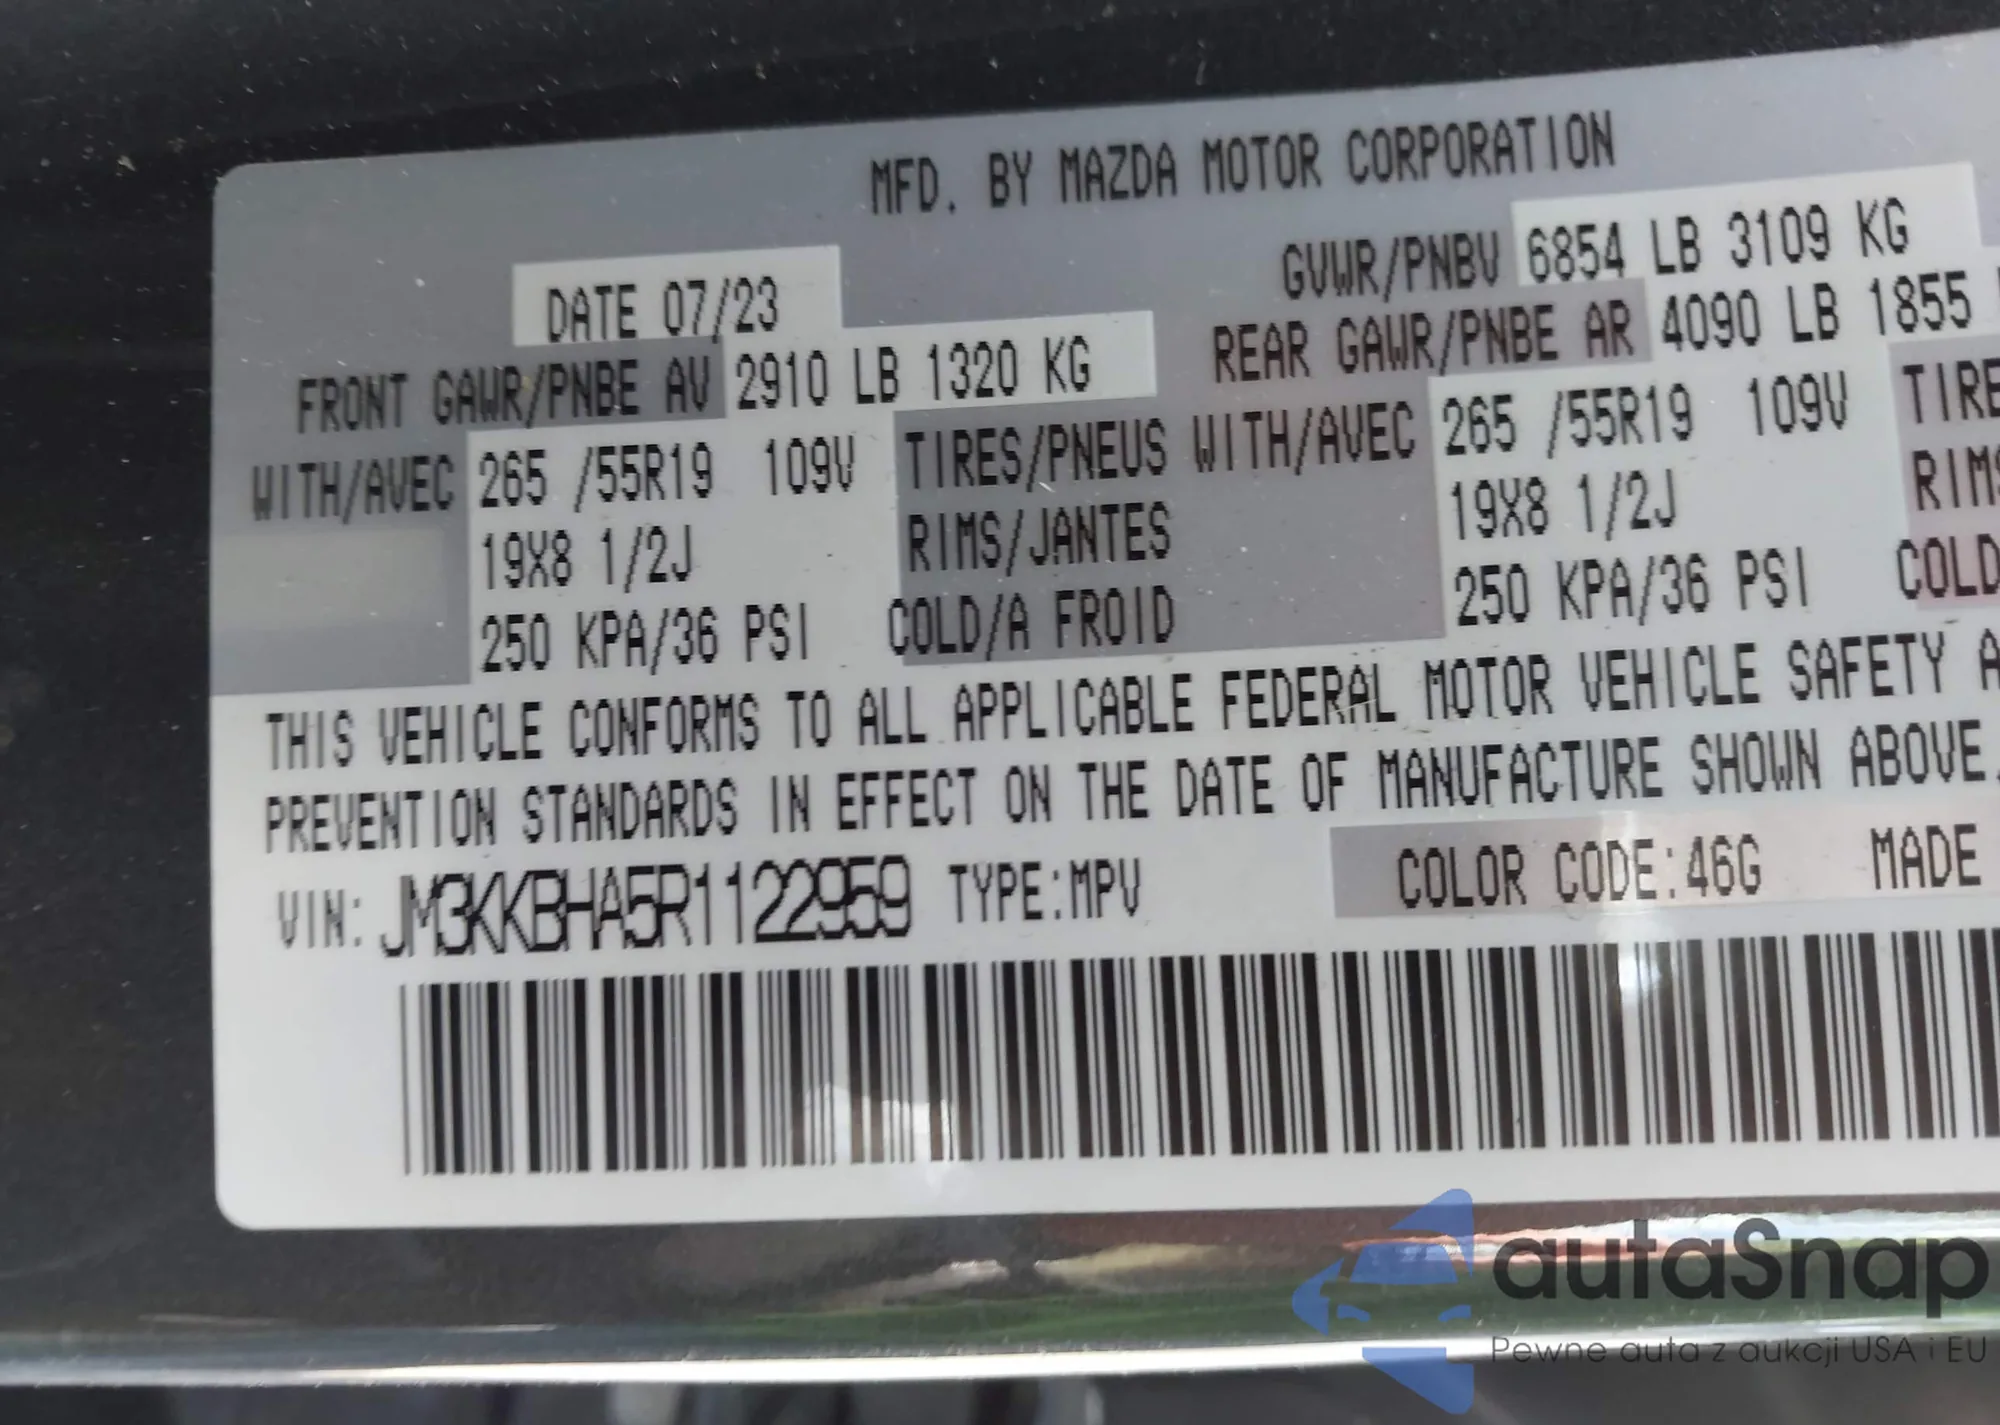 MFD. BY MAZDA MOTOR CORPORATION
DATE 07/23 GVWR/PNBV 6854 LB 3109 KG
FRONT GAWR/PNBE AV 2910 LB 1320 KG REAR GAWR/PNBE AR 4090 LB 1855
WITH/AVEC 265 /55R19 109V TIRES/PNEUS WITH/AVEC 265 /55R19 109V TIRE
19X8 1/2J RIMS/JANTES 19X8 1/2J RIMS
250 KPA/36 PSI COLD/A FROID 250 KPA/36 PSI COLD
THIS VEHICLE CONFORMS TO ALL APPLICABLE FEDERAL MOTOR VEHICLE SAFETY A
PREVENTION STANDARDS IN EFFECT ON THE DATE OF MANUFACTURE SHOWN ABOVE.
VIN: JM3KKBHA5R1122959 TYPE:MPV COLOR CODE:46G MADE
autaSnap
Pewne auta z aukcji USA i EU